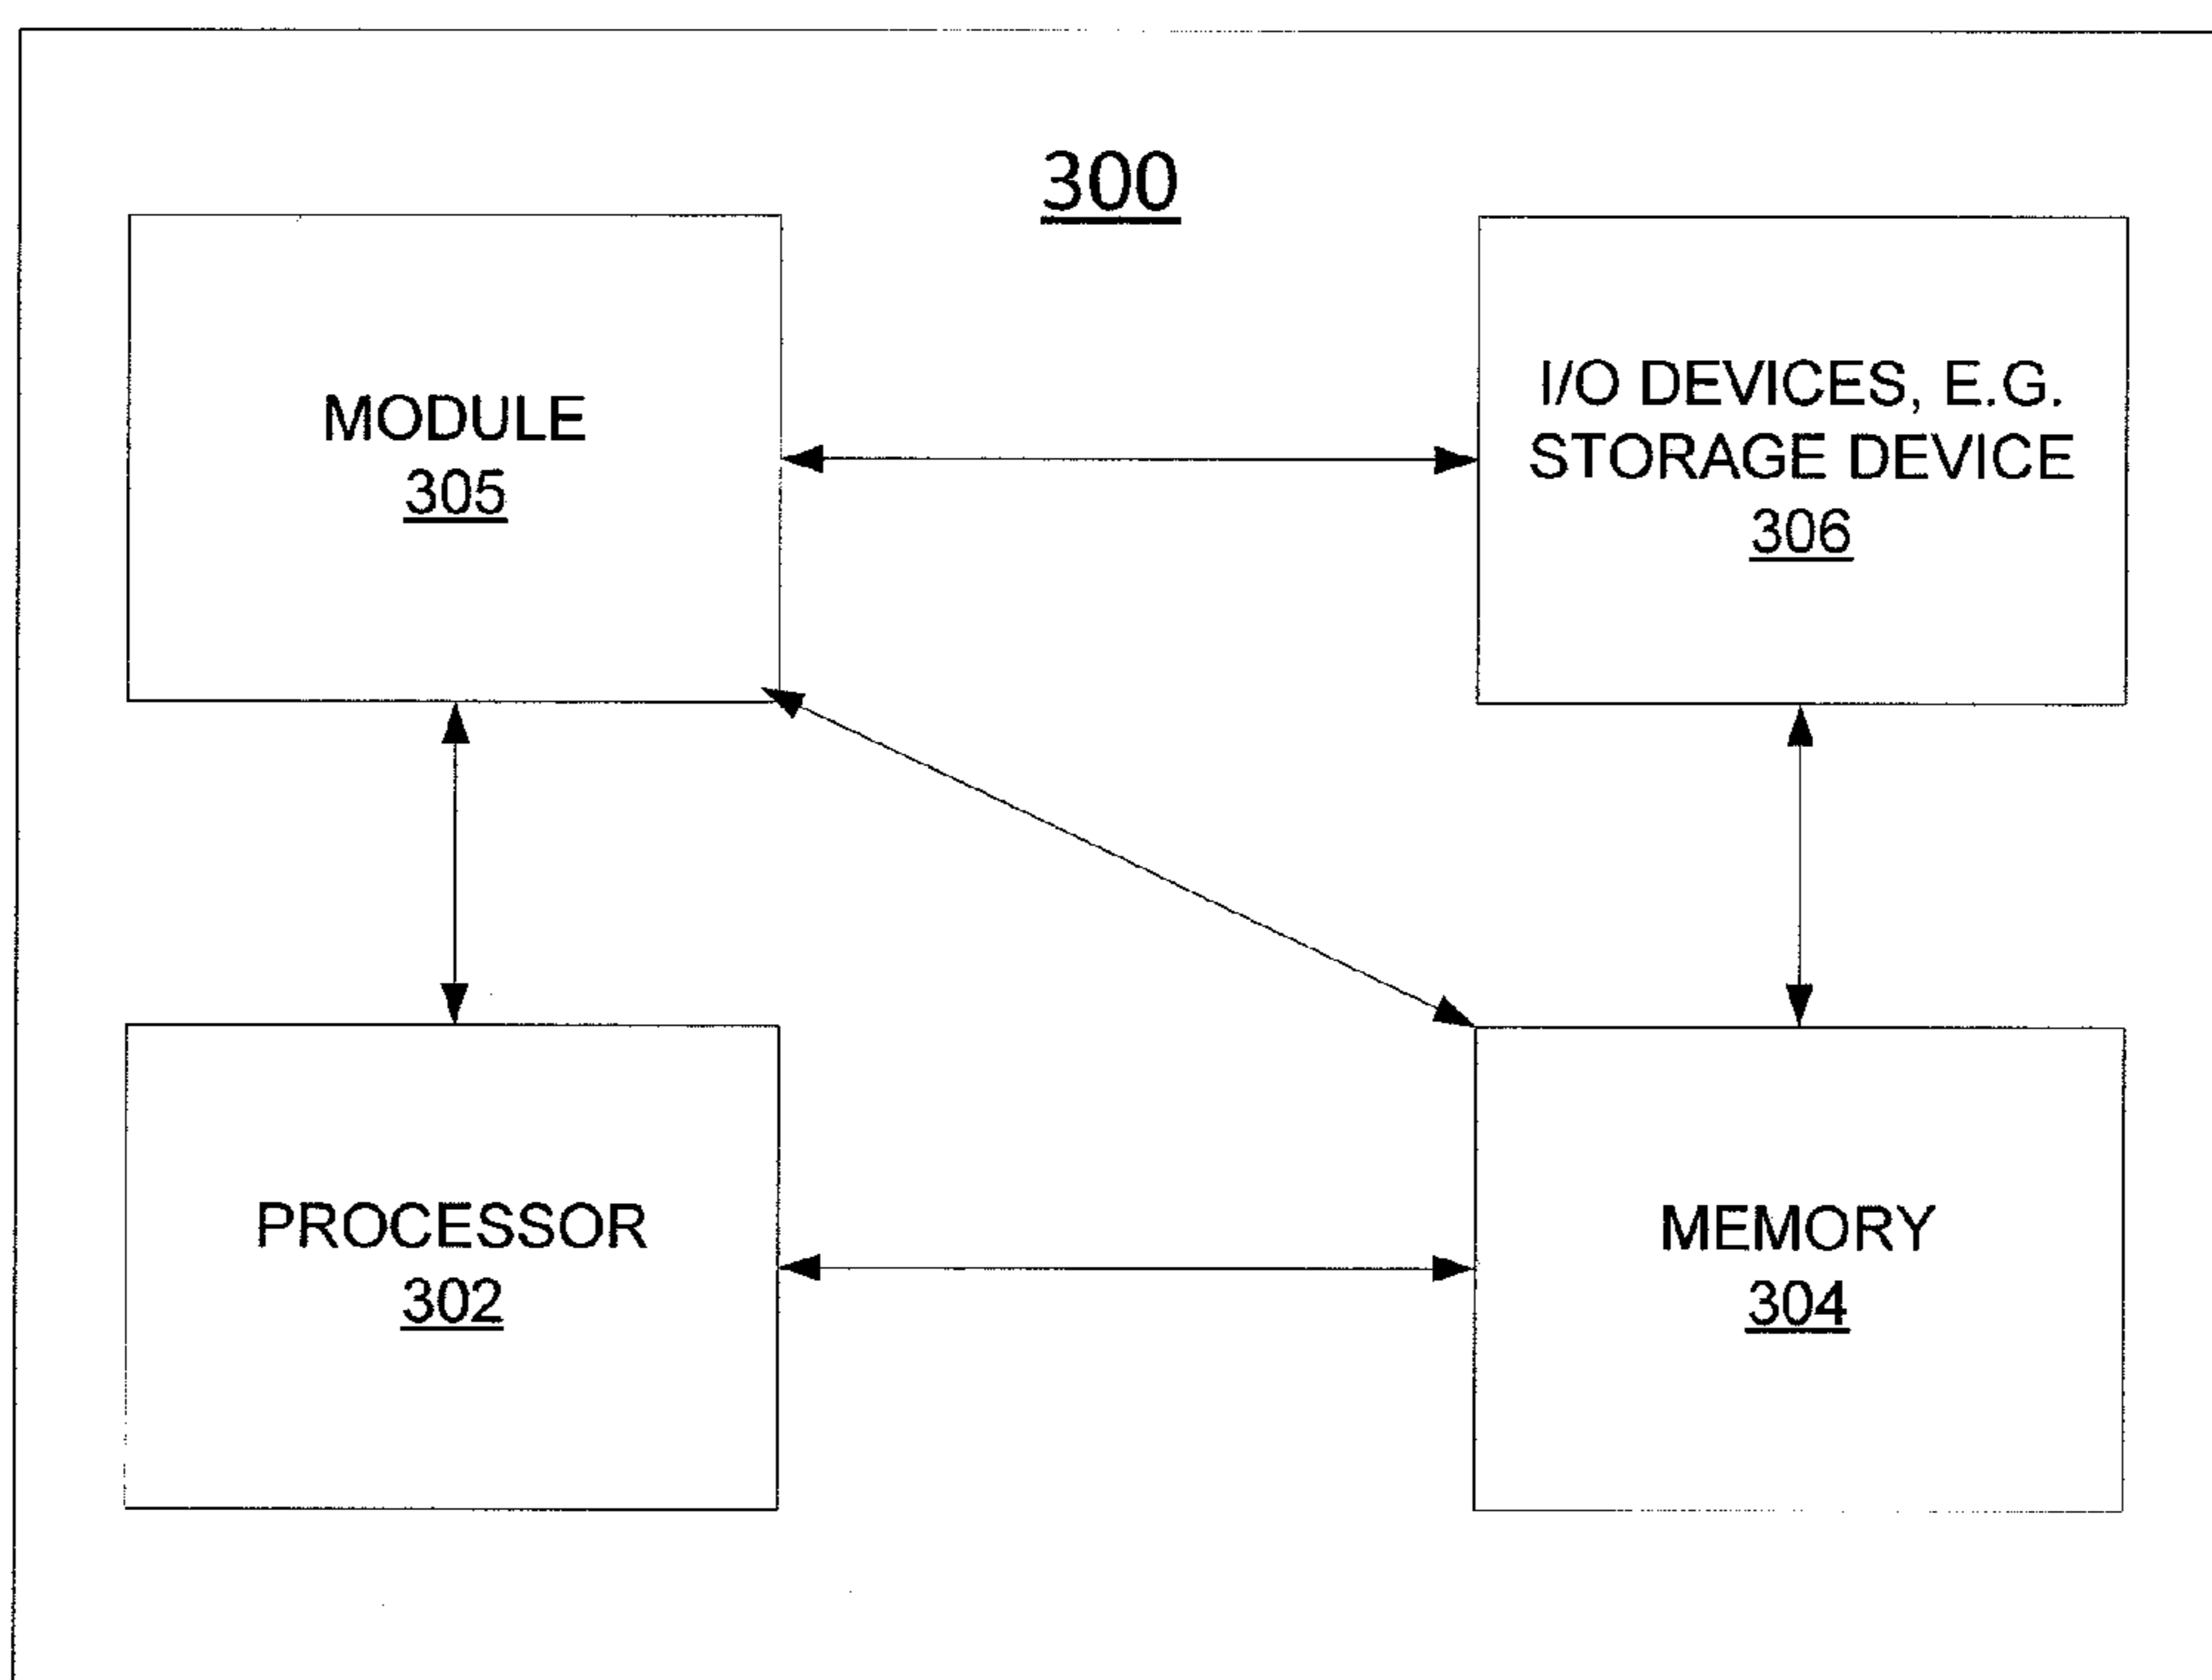 300
MODULE
305
I/O DEVICES, E.G.
STORAGE DEVICE
306
PROCESSOR
302
MEMORY
304